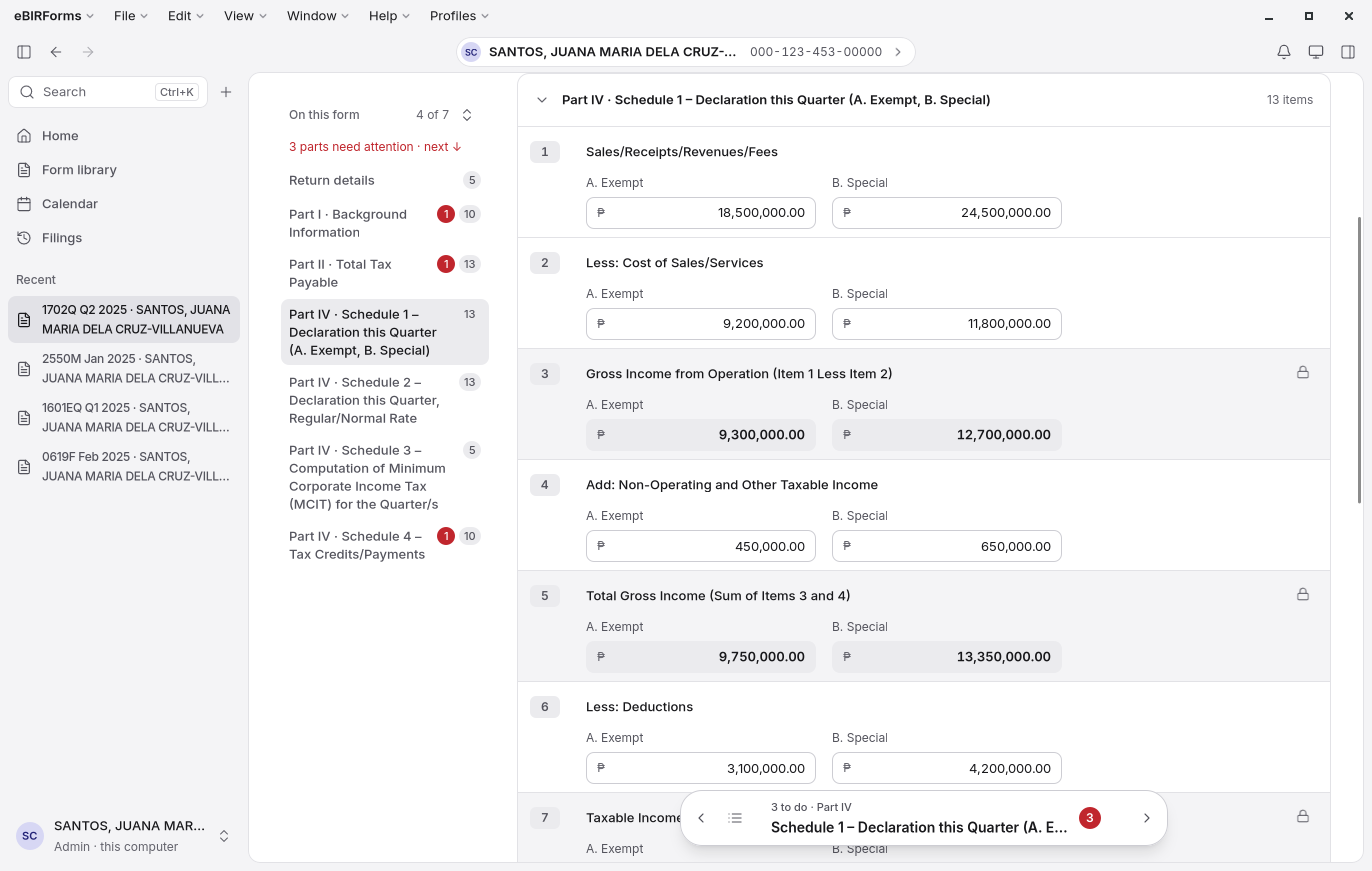 eBIRForms File Edit View Window Help Profiles
SC SANTOS, JUANA MARIA DELA CRUZ-... 000-123-453-00000
Search Ctrl+K
Home
Form library
Calendar
Filings
Recent
1702Q Q2 2025 · SANTOS, JUANA
MARIA DELA CRUZ-VILLANUEVA
2550M Jan 2025 · SANTOS,
JUANA MARIA DELA CRUZ-VILL...
1601EQ Q1 2025 · SANTOS,
JUANA MARIA DELA CRUZ-VILL...
0619F Feb 2025 · SANTOS,
JUANA MARIA DELA CRUZ-VILL...
SC SANTOS, JUANA MAR...
Admin · this computer
On this form 4 of 7
3 parts need attention · next ↓
Return details 5
Part I · Background 1 10
Information
Part II · Total Tax 1 13
Payable
Part IV · Schedule 1 – 13
Declaration this Quarter
(A. Exempt, B. Special)
Part IV · Schedule 2 – 13
Declaration this Quarter,
Regular/Normal Rate
Part IV · Schedule 3 – 5
Computation of Minimum
Corporate Income Tax
(MCIT) for the Quarter/s
Part IV · Schedule 4 – 1 10
Tax Credits/Payments
Part IV · Schedule 1 – Declaration this Quarter (A. Exempt, B. Special) 13 items
1 Sales/Receipts/Revenues/Fees
A. Exempt B. Special
₱ 18,500,000.00 ₱ 24,500,000.00
2 Less: Cost of Sales/Services
A. Exempt B. Special
₱ 9,200,000.00 ₱ 11,800,000.00
3 Gross Income from Operation (Item 1 Less Item 2)
A. Exempt B. Special
₱ 9,300,000.00 ₱ 12,700,000.00
4 Add: Non-Operating and Other Taxable Income
A. Exempt B. Special
₱ 450,000.00 ₱ 650,000.00
5 Total Gross Income (Sum of Items 3 and 4)
A. Exempt B. Special
₱ 9,750,000.00 ₱ 13,350,000.00
6 Less: Deductions
A. Exempt B. Special
₱ 3,100,000.00 ₱ 4,200,000.00
7 Taxable Income
A. Exempt B. Special
3 to do · Part IV
Schedule 1 – Declaration this Quarter (A. E... 3